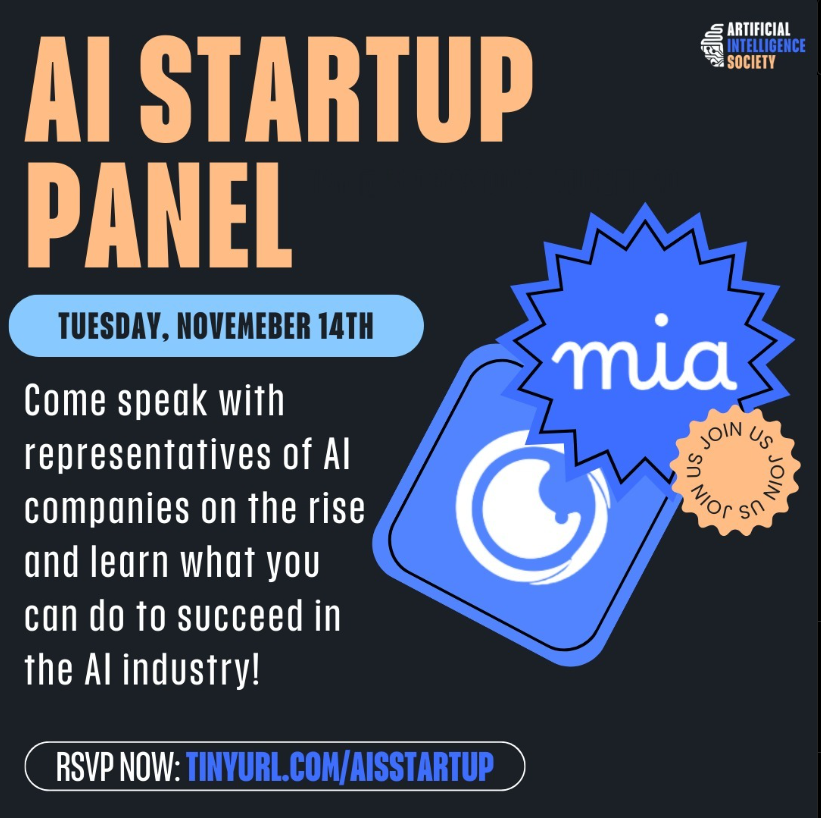 AI STARTUP
PANEL
ARTIFICIAL
INTELLIGENCE
SOCIETY
TUESDAY, NOVEMEBER 14TH
Come speak with
representatives of AI
companies on the rise
and learn what you
can do to succeed in
the AI industry!
mia
JOIN US JOIN US JOIN US
RSVP NOW: TINYURL.COM/AISSTARTUP